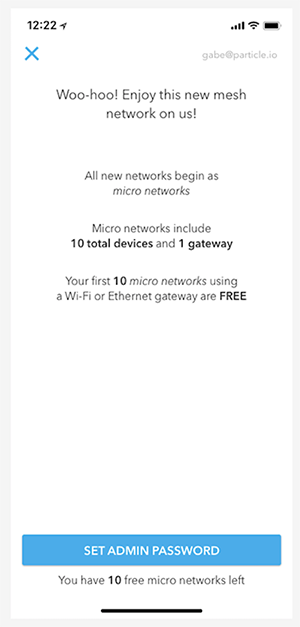 12:22
gabe@particle.io
Woo-hoo! Enjoy this new mesh
network on us!
All new networks begin as
micro networks
Micro networks include
10 total devices and 1 gateway
Your first 10 micro networks using
a Wi-Fi or Ethernet gateway are FREE
SET ADMIN PASSWORD
You have 10 free micro networks left